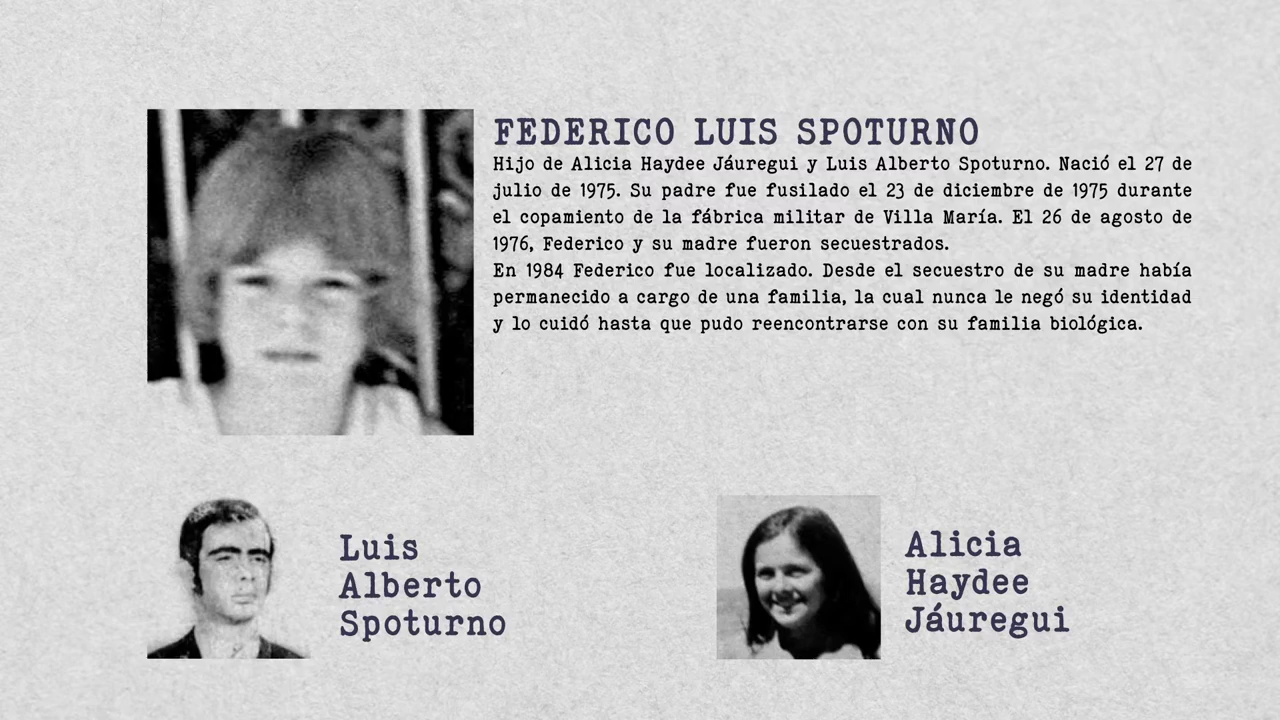 FEDERICO LUIS SPOTURNO
Hijo de Alicia Haydee Jáuregui y Luis Alberto Spoturno. Nació el 27 de
julio de 1975. Su padre fue fusilado el 23 de diciembre de 1975 durante
el copamiento de la fábrica militar de Villa María. El 26 de agosto de
1976, Federico y su madre fueron secuestrados.
En 1984 Federico fue localizado. Desde el secuestro de su madre había
permanecido a cargo de una familia, la cual nunca le negó su identidad
y lo cuidó hasta que pudo reencontrarse con su familia biológica.
Luis
Alberto
Spoturno
Alicia
Haydee
Jáuregui